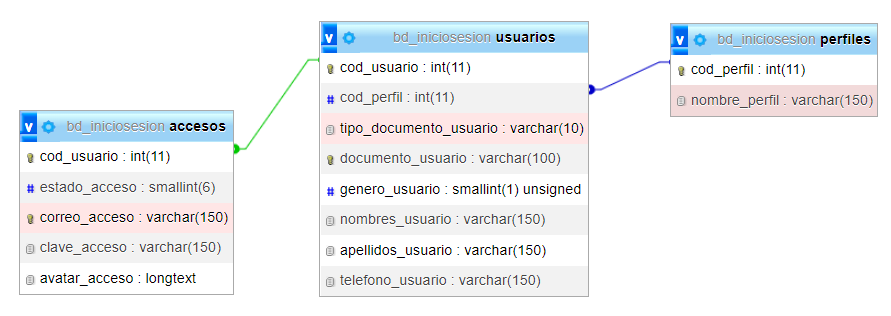 v bd_iniciosesion accesos
cod_usuario : int(11)
# estado_acceso : smallint(6)
correo_acceso : varchar(150)
clave_acceso : varchar(150)
avatar_acceso : longtext
v bd_iniciosesion usuarios
cod_usuario : int(11)
# cod_perfil : int(11)
tipo_documento_usuario : varchar(10)
documento_usuario : varchar(100)
# genero_usuario : smallint(1) unsigned
nombres_usuario : varchar(150)
apellidos_usuario : varchar(150)
telefono_usuario : varchar(150)
v bd_iniciosesion perfiles
cod_perfil : int(11)
nombre_perfil : varchar(150)